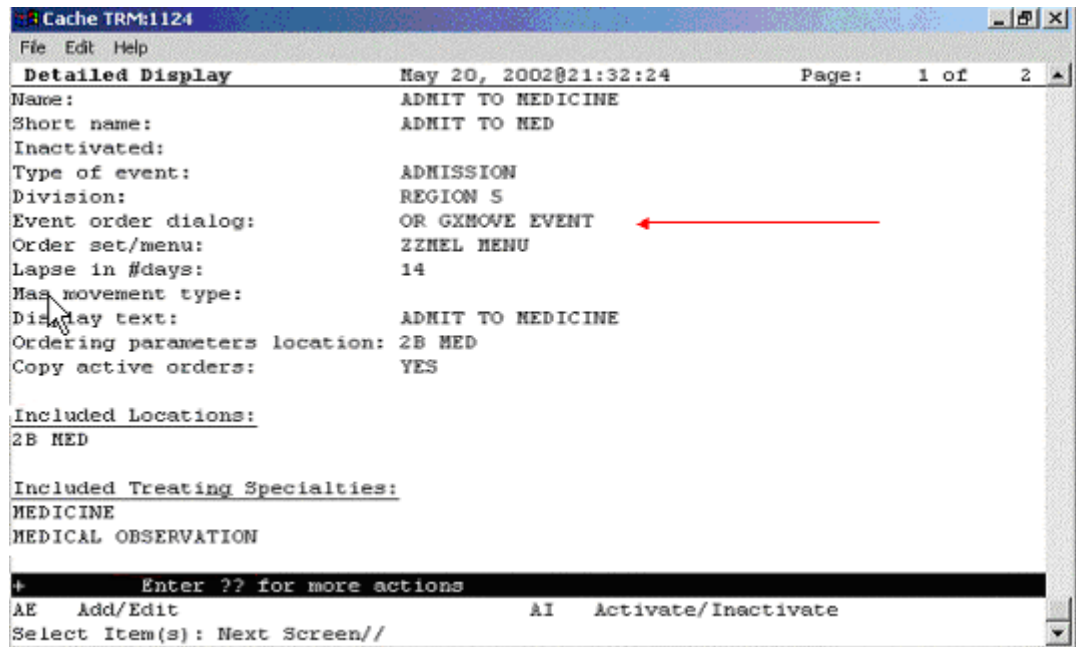 Cache TRM:1124
File Edit Help
Detailed Display May 20, 2002@21:32:24 Page: 1 of 2
Name: ADMIT TO MEDICINE
Short name: ADMIT TO MED
Inactivated:
Type of event: ADMISSION
Division: REGION 5
Event order dialog: OR GXMOVE EVENT
Order set/menu: ZZMEL MENU
Lapse in #days: 14
Mas movement type:
Display text: ADMIT TO MEDICINE
Ordering parameters location: 2B MED
Copy active orders: YES
Included Locations:
2B MED
Included Treating Specialties:
MEDICINE
MEDICAL OBSERVATION
+ Enter ?? for more actions
AE Add/Edit AI Activate/Inactivate
Select Item(s): Next Screen//